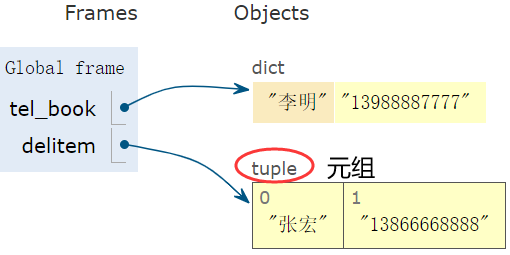 Frames Objects
Global frame
dict
tel_book "李明" "13988887777"
delitem
tuple 元组
0 1
"张宏" "13866668888"